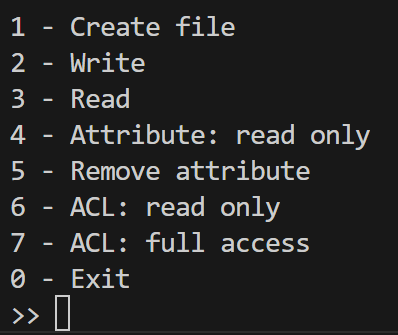 1 - Create file
2 - Write
3 - Read
4 - Attribute: read only
5 - Remove attribute
6 - ACL: read only
7 - ACL: full access
0 - Exit
>>